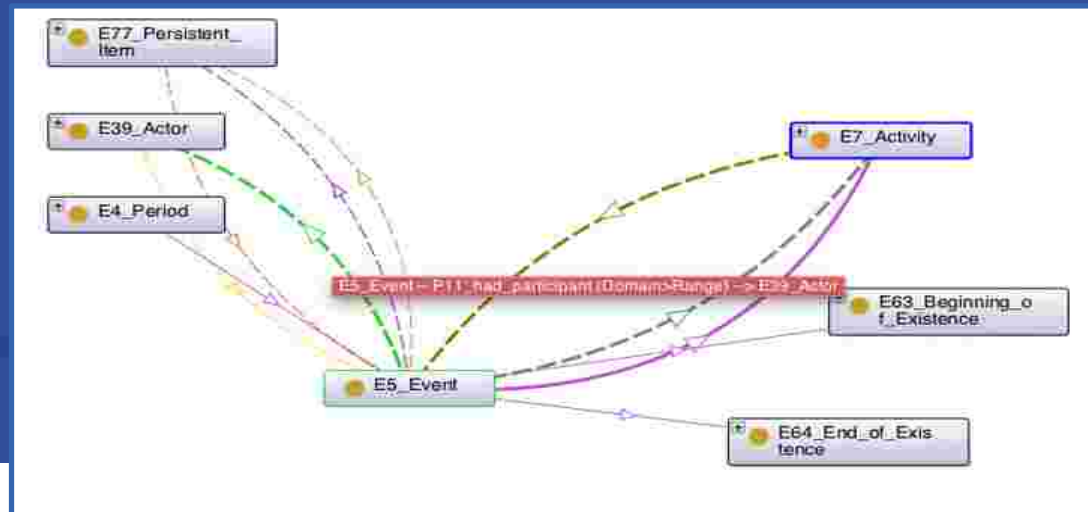 E77_Persistent_
Item
E39_Actor
E7_Activity
E4_Period
E5_Event -- P11_had_participant (Domain>Range) --> E39_Actor
E63_Beginning_o
f_Existence
E5_Event
E64_End_of_Exis
tence